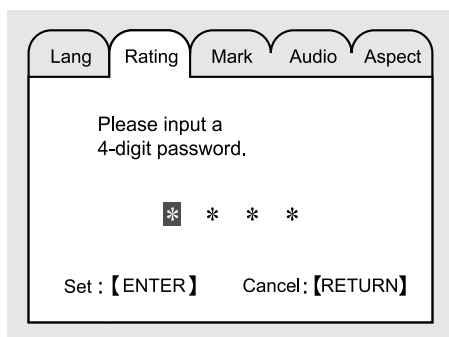 Lang Rating Mark Audio Aspect
Please input a
4-digit password.
* * * *
Set :【ENTER】 Cancel:【RETURN】